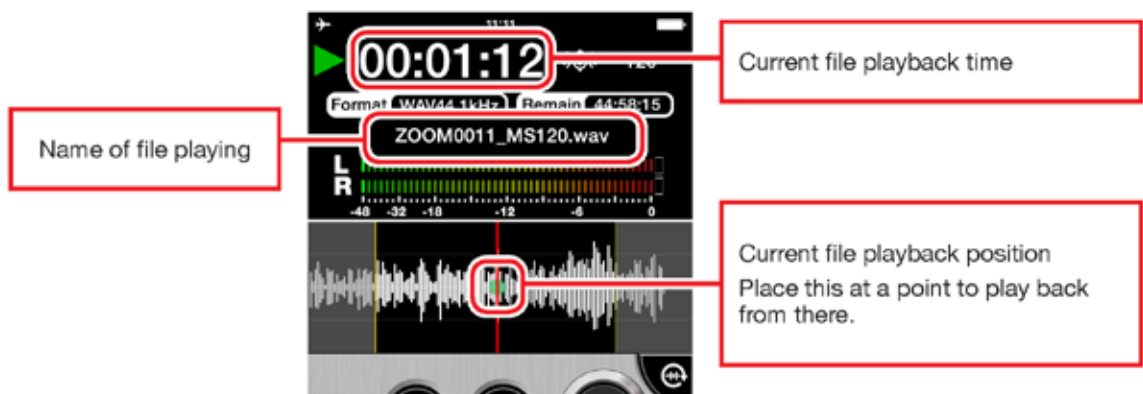 11:11
00:01:12
Current file playback time
Format WAV44.1kHz Remain 44:58:15
Name of file playing
ZOOM0011_MS120.wav
L
R
-48 -32 -18 -12 -6 0
Current file playback position
Place this at a point to play back
from there.